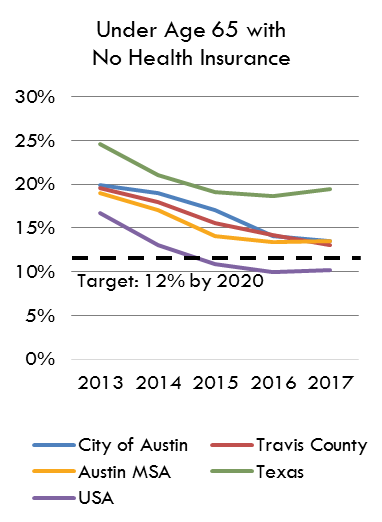 Under Age 65 with
No Health Insurance
30%
25%
20%
15%
10%
Target: 12% by 2020
5%
0%
2013 2014 2015 2016 2017
City of Austin Travis County
Austin MSA Texas
USA